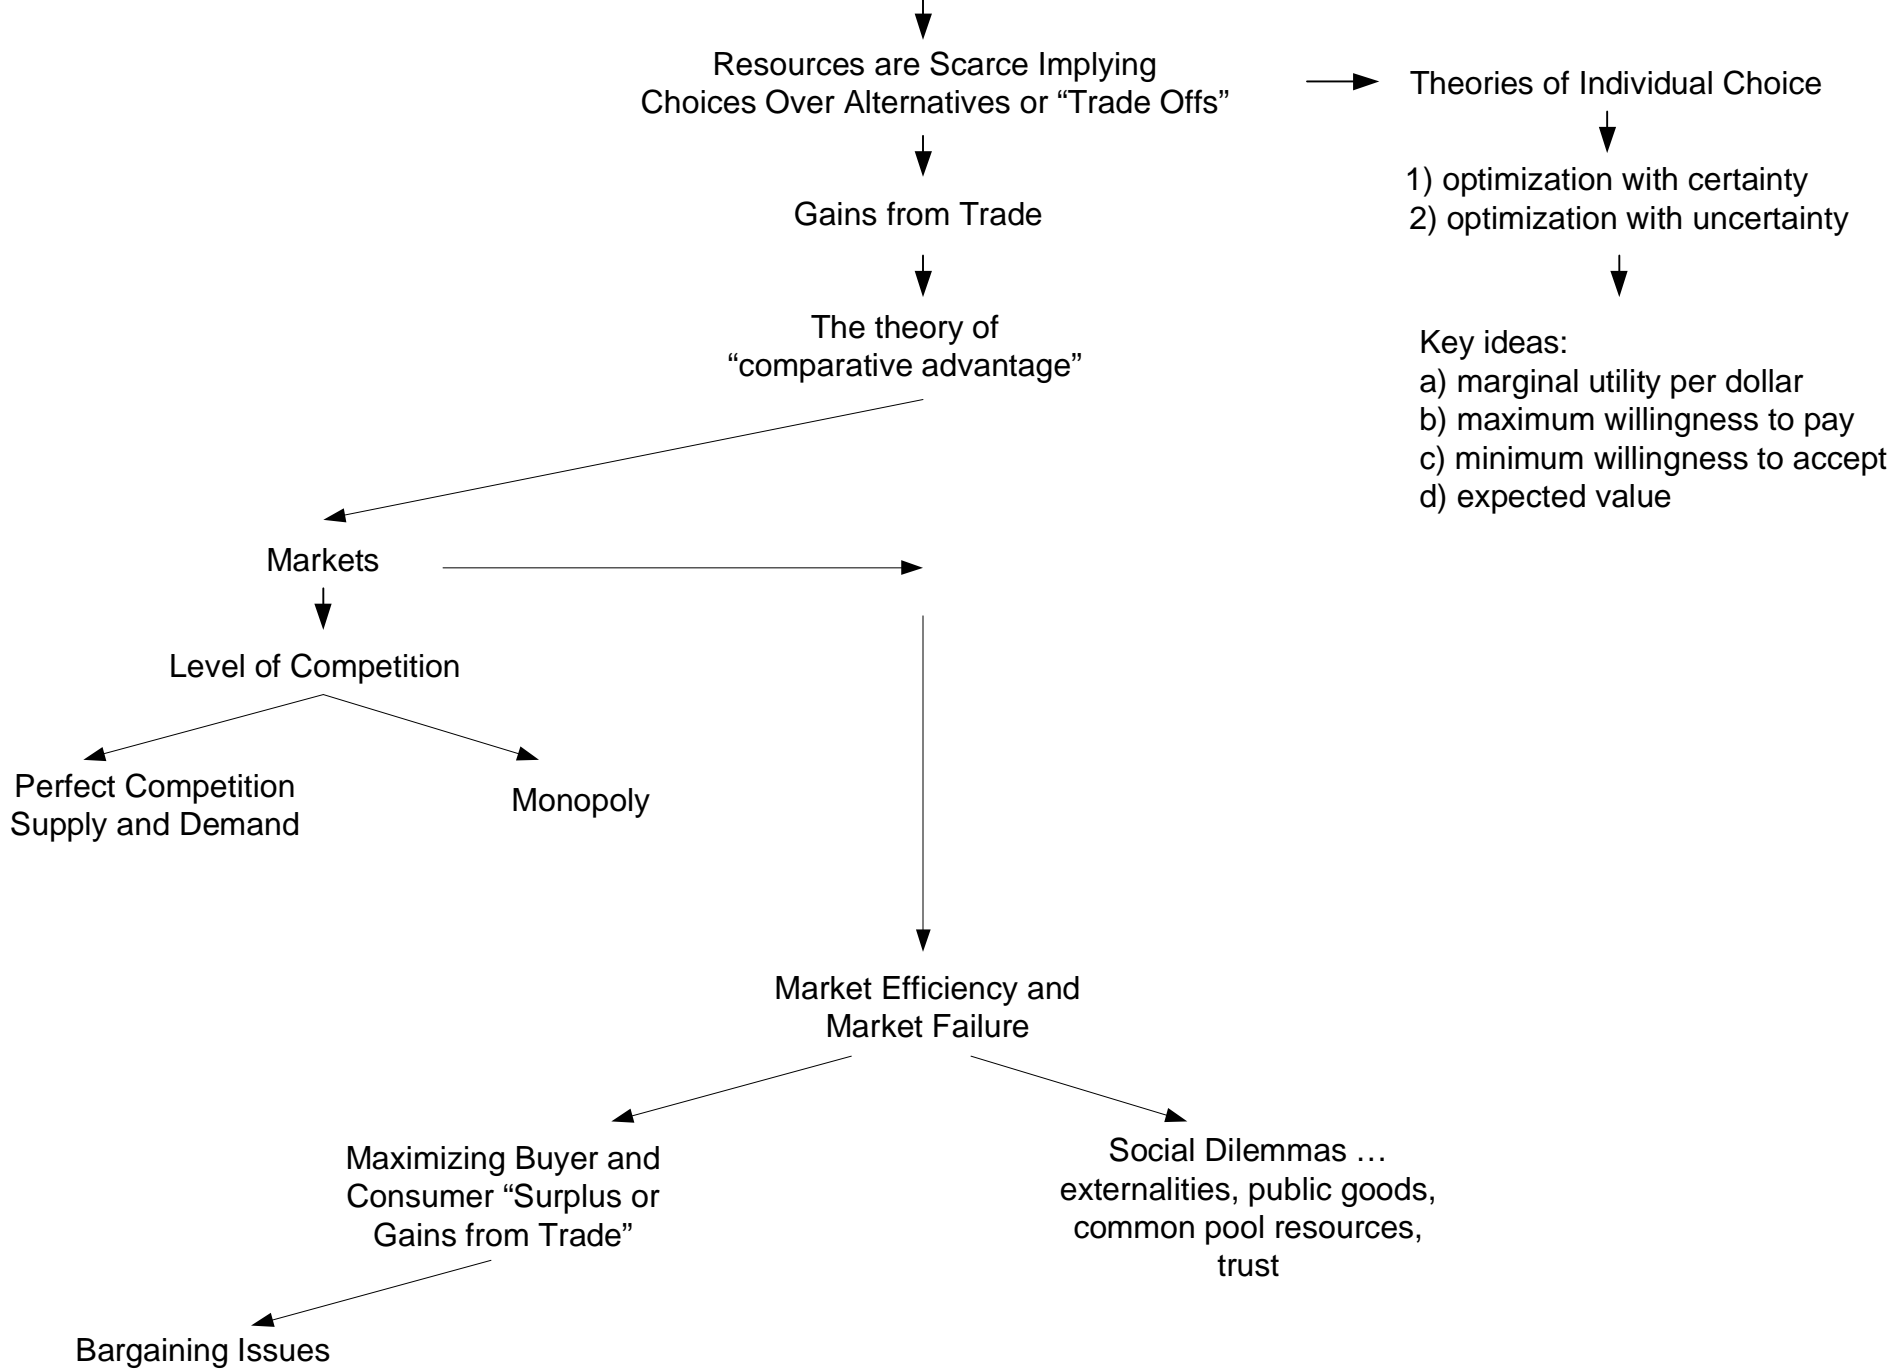 Resources are Scarce Implying
Choices Over Alternatives or “Trade Offs”
Theories of Individual Choice
1) optimization with certainty
2) optimization with uncertainty
Gains from Trade
The theory of
“comparative advantage”
Key ideas:
a) marginal utility per dollar
b) maximum willingness to pay
c) minimum willingness to accept
d) expected value
Markets
Level of Competition
Perfect Competition
Supply and Demand
Monopoly
Market Efficiency and
Market Failure
Maximizing Buyer and
Consumer “Surplus or
Gains from Trade”
Social Dilemmas …
externalities, public goods,
common pool resources,
trust
Bargaining Issues